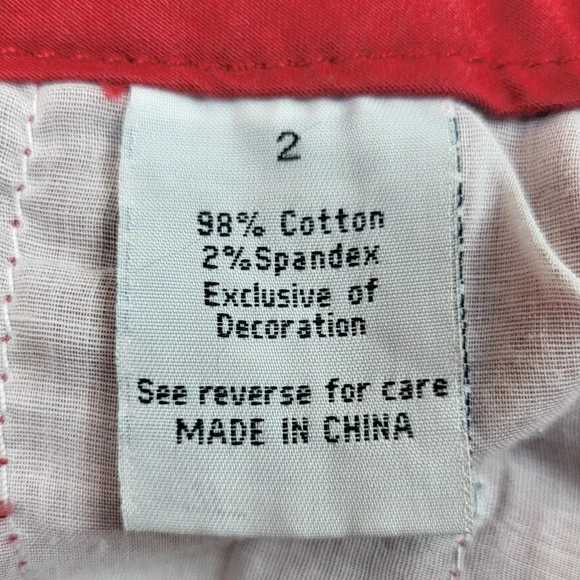 2
98% Cotton
2%Spandex
Exclusive of
Decoration
See reverse for care
MADE IN CHINA